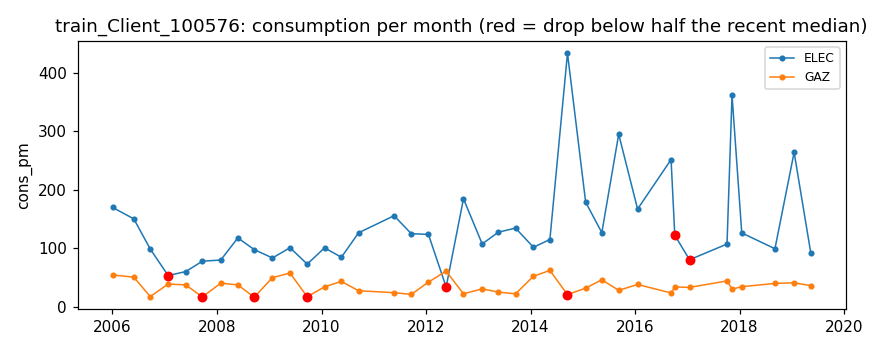 train_Client_100576: consumption per month (red = drop below half the recent median)
ELEC
GAZ
cons_pm
400
300
200
100
0
2006 2008 2010 2012 2014 2016 2018 2020